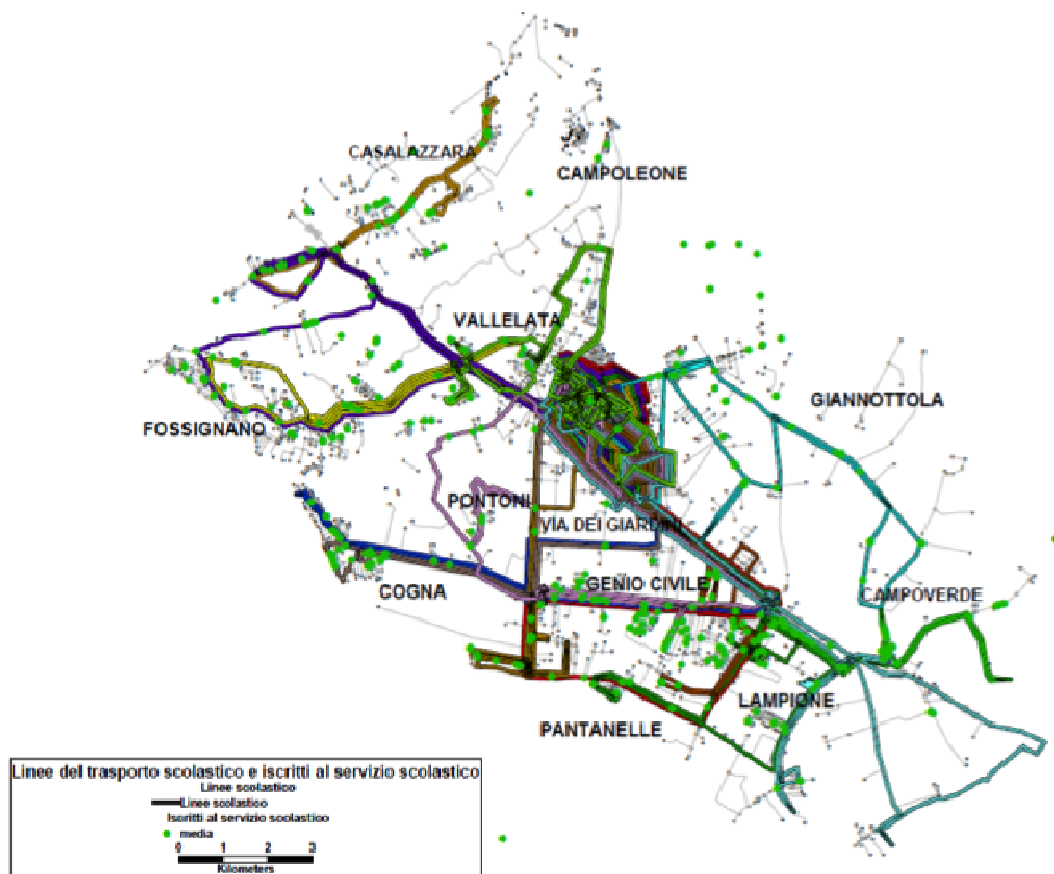 CASALAZZARA
CAMPOLEONE
VALLELATA
GIANNOTTOLA
FOSSIGNANO
PONTONI
VIA DEI GIARDINI
COGNA
GENIO CIVILE
CAMPOVERDE
LAMPIONE
PANTANELLE
Linee del trasporto scolastico e iscritti al servizio scolastico
Linee scolastico
Linee scolastico
Iscritti al servizio scolastico
media
0 1 2 3
Kilometers